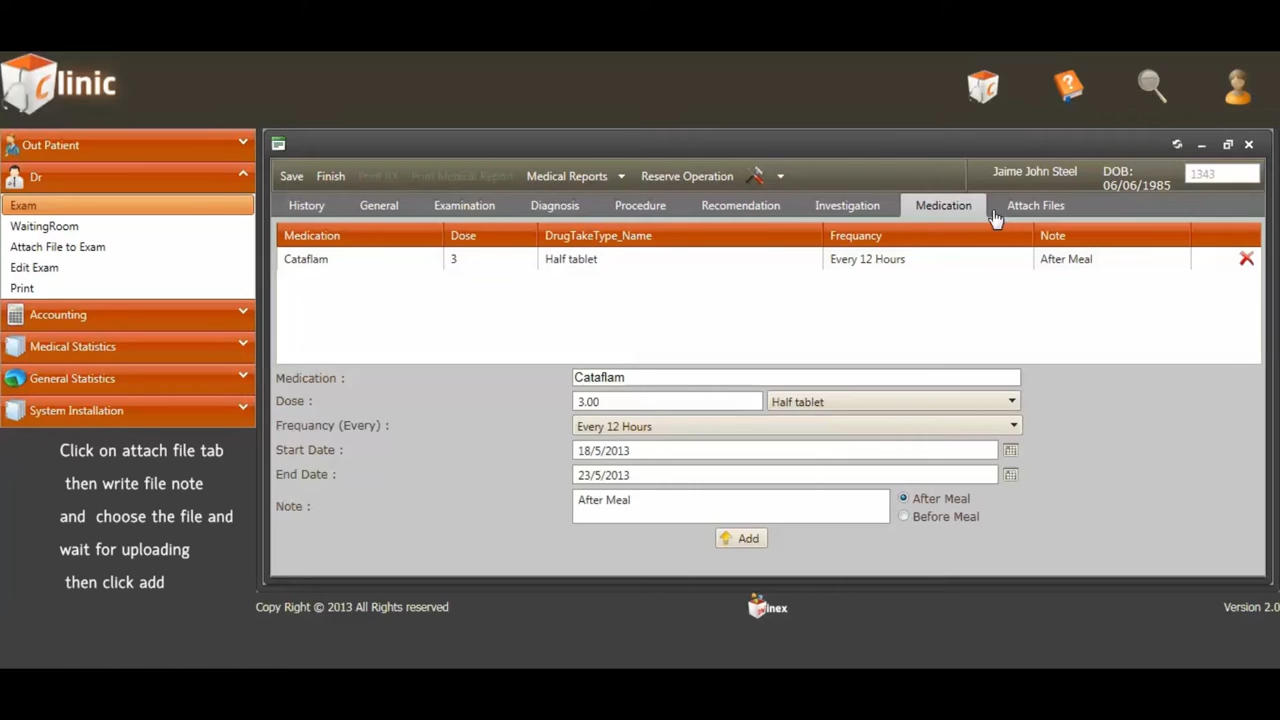 Clinic
Out Patient
Dr
Exam
WaitingRoom
Attach File to Exam
Edit Exam
Print
Accounting
Medical Statistics
General Statistics
System Installation
Click on attach file tab
then write file note
and choose the file and
wait for uploading
then click add
Save Finish Print RX Print Medical Report Medical Reports Reserve Operation
Jaime John Steel DOB: 06/06/1985 1343
History General Examination Diagnosis Procedure Recomendation Investigation Medication Attach Files
Medication Dose DrugTakeType_Name Frequancy Note
Cataflam 3 Half tablet Every 12 Hours After Meal
Medication : Cataflam
Dose : 3.00 Half tablet
Frequancy (Every) : Every 12 Hours
Start Date : 18/5/2013
End Date : 23/5/2013
Note : After Meal
After Meal
Before Meal
Add
Copy Right © 2013 All Rights reserved
inex
Version 2.0